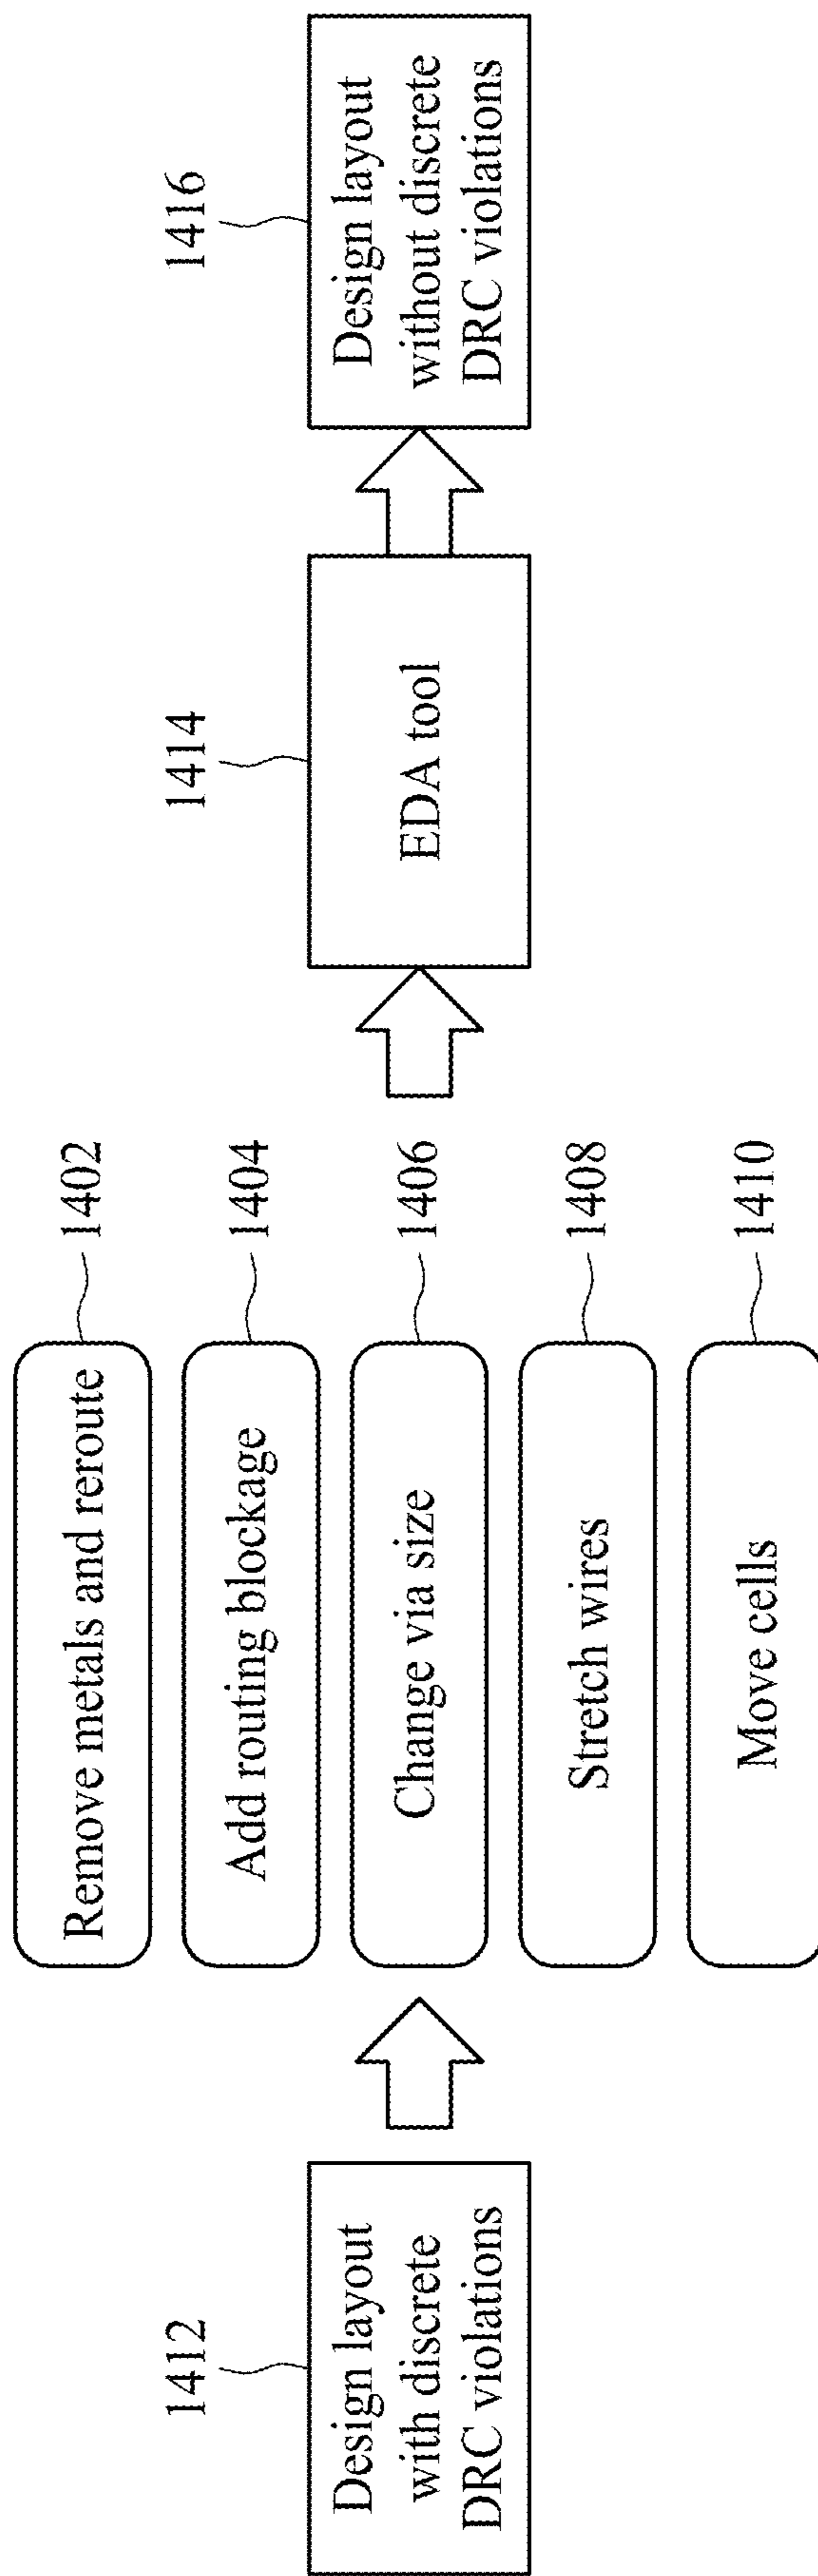 1412
Design layout
with discrete
DRC violations
Remove metals and reroute
1402
Add routing blockage
1404
Change via size
1406
Stretch wires
1408
Move cells
1410
1414
EDA tool
1416
Design layout
without discrete
DRC violations